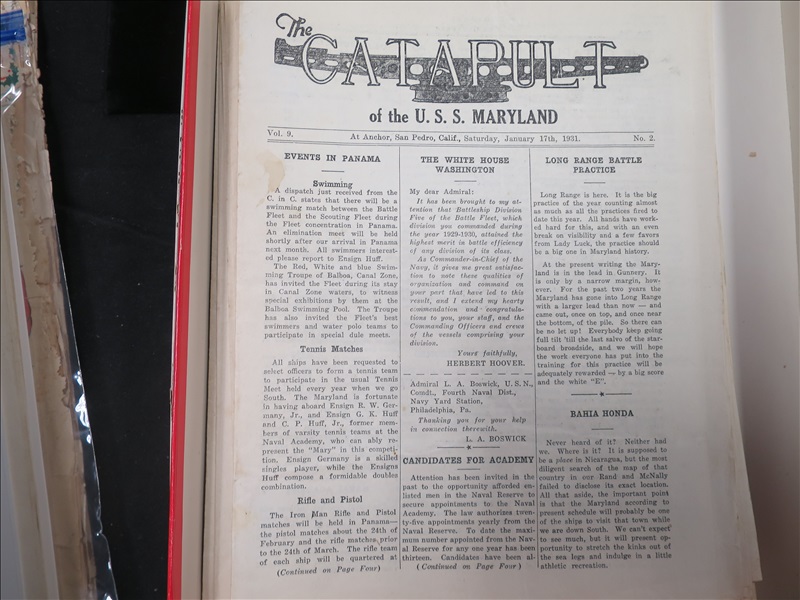 The
CATAPULT
of the U. S. S. MARYLAND
Vol. 9.
At Anchor, San Pedro, Calif., Saturday, January 17th, 1931.
No. 2.
EVENTS IN PANAMA
Swimming
A dispatch just received from the
C. in C. states that there will be a
swimming match between the Battle
Fleet and the Scouting Fleet during
the Fleet concentration in Panama.
An elimination meet will be held
shortly after our arrival in Panama
next month. All swimmers interest-
ed please report to Ensign Huff.
The Red, White and blue Swim-
ming Troupe of Balboa, Canal Zone,
has invited the Fleet during its stay
in Canal Zone waters, to witness
special exhibitions by them at the
Balboa Swimming Pool. The Troupe
has also invited the Fleet's best
swimmers and water polo teams to
participate in special dule meets.
Tennis Matches
All ships have been requested to
select officers to form a tennis team
to participate in the usual Tennis
Meet held every year when we go
South. The Maryland is fortunate
in having aboard Ensign R. W. Ger-
many, Jr., and Ensign G. K. Huff
and C. P. Huff, Jr., former mem-
bers of varsity tennis teams at the
Naval Academy, who can ably re-
present the "Mary" in this competi-
tion. Ensign Germany is a skilled
singles player, while the Ensigns
Huff compose a formidable doubles
combination.
Rifle and Pistol
The Iron Man Rifle and Pistol
matches will be held in Panama—
the pistol matches about the 24th of
February and the rifle matches prior
to the 24th of March. The rifle team
of each ship will be quartered at
(Continued on Page Four)
THE WHITE HOUSE
WASHINGTON
My dear Admiral:
It has been brought to my at-
tention that Battleship Division
Five of the Battle Fleet, which
division you commanded during
the year 1929-1930, attained the
highest merit in battle efficiency
of any division of its class.
As Commander-in-Chief of the
Navy, it gives me great satisfac-
tion to note these qualities of
organization and command on
your part that have led to this
result, and I extend my hearty
commendation and congratula-
tions to you, your staff, and the
Commanding Officers and crews
of the vessels comprising your
division.
Yours faithfully,
HERBERT HOOVER.
Admiral L. A. Boswick, U. S. N.,
Comdt., Fourth Naval Dist.,
Navy Yard Station,
Philadelphia, Pa.
Thanking you for your help
in connection therewith.
L. A. BOSWICK
CANDIDATES FOR ACADEMY
Attention has been invited in the
past to the opportunity afforded en-
listed men in the Naval Reserve to
secure appointments to the Naval
Academy. The law authorizes twen-
ty-five appointments yearly from the
Naval Reserve. To date the maxi-
mum number appointed from the Nav-
al Reserve for any one year has been
thirteen. Candidates have been al-
(Continued on Page Four)
LONG RANGE BATTLE
PRACTICE
Long Range is here. It is the big
practice of the year counting almost
as much as all the practices fired to
date this year. All hands have work-
ed hard for this, and with an even
break on visibility and a few favors
from Lady Luck, the practice should
be a big one in Maryland history.
At the present writing the Mary-
land is in the lead in Gunnery. It
is only by a narrow margin, how-
ever. For the past two years the
Maryland has gone into Long Range
with a larger lead than now — and
came out, once on top, and once near
the bottom, of the pile. So there can
be no let up! Everybody keep going
full tilt 'till the last salvo of the star-
board broadside, and we will hope
the work everyone has put into the
training for this practice will be
adequately rewarded — by a big score
and the white "E".
BAHIA HONDA
Never heard of it? Neither had
we. Where is it? It is supposed to
be a place in Nicaragua, but the most
diligent search of the map of that
country in our Rand and McNally
failed to disclose its exact location.
All that aside, the important point
is that the Maryland according to
present schedule will probably be one
of the ships to visit that town while
we are down South. We can't expect
to see much, but it will present op-
portunity to stretch the kinks out of
the sea legs and indulge in a little
athletic recreation.